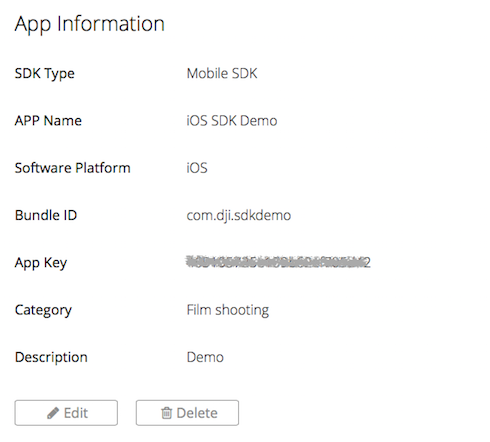 App Information
SDK Type Mobile SDK
APP Name iOS SDK Demo
Software Platform iOS
Bundle ID com.dji.sdkdemo
App Key
Category Film shooting
Description Demo
Edit Delete